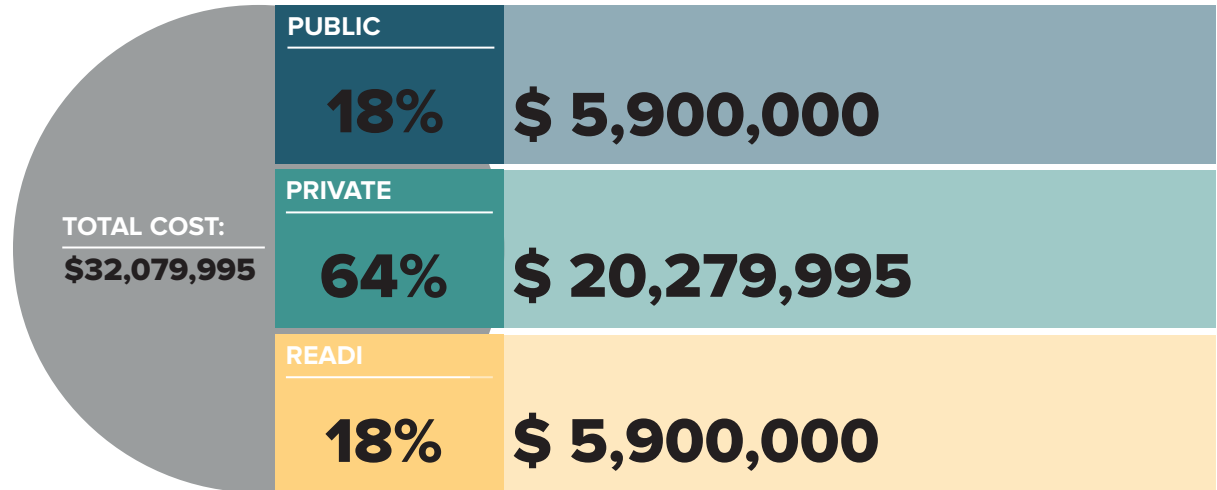 TOTAL COST:
$32,079,995
PUBLIC
18%
$ 5,900,000
PRIVATE
64%
$ 20,279,995
READI
18%
$ 5,900,000